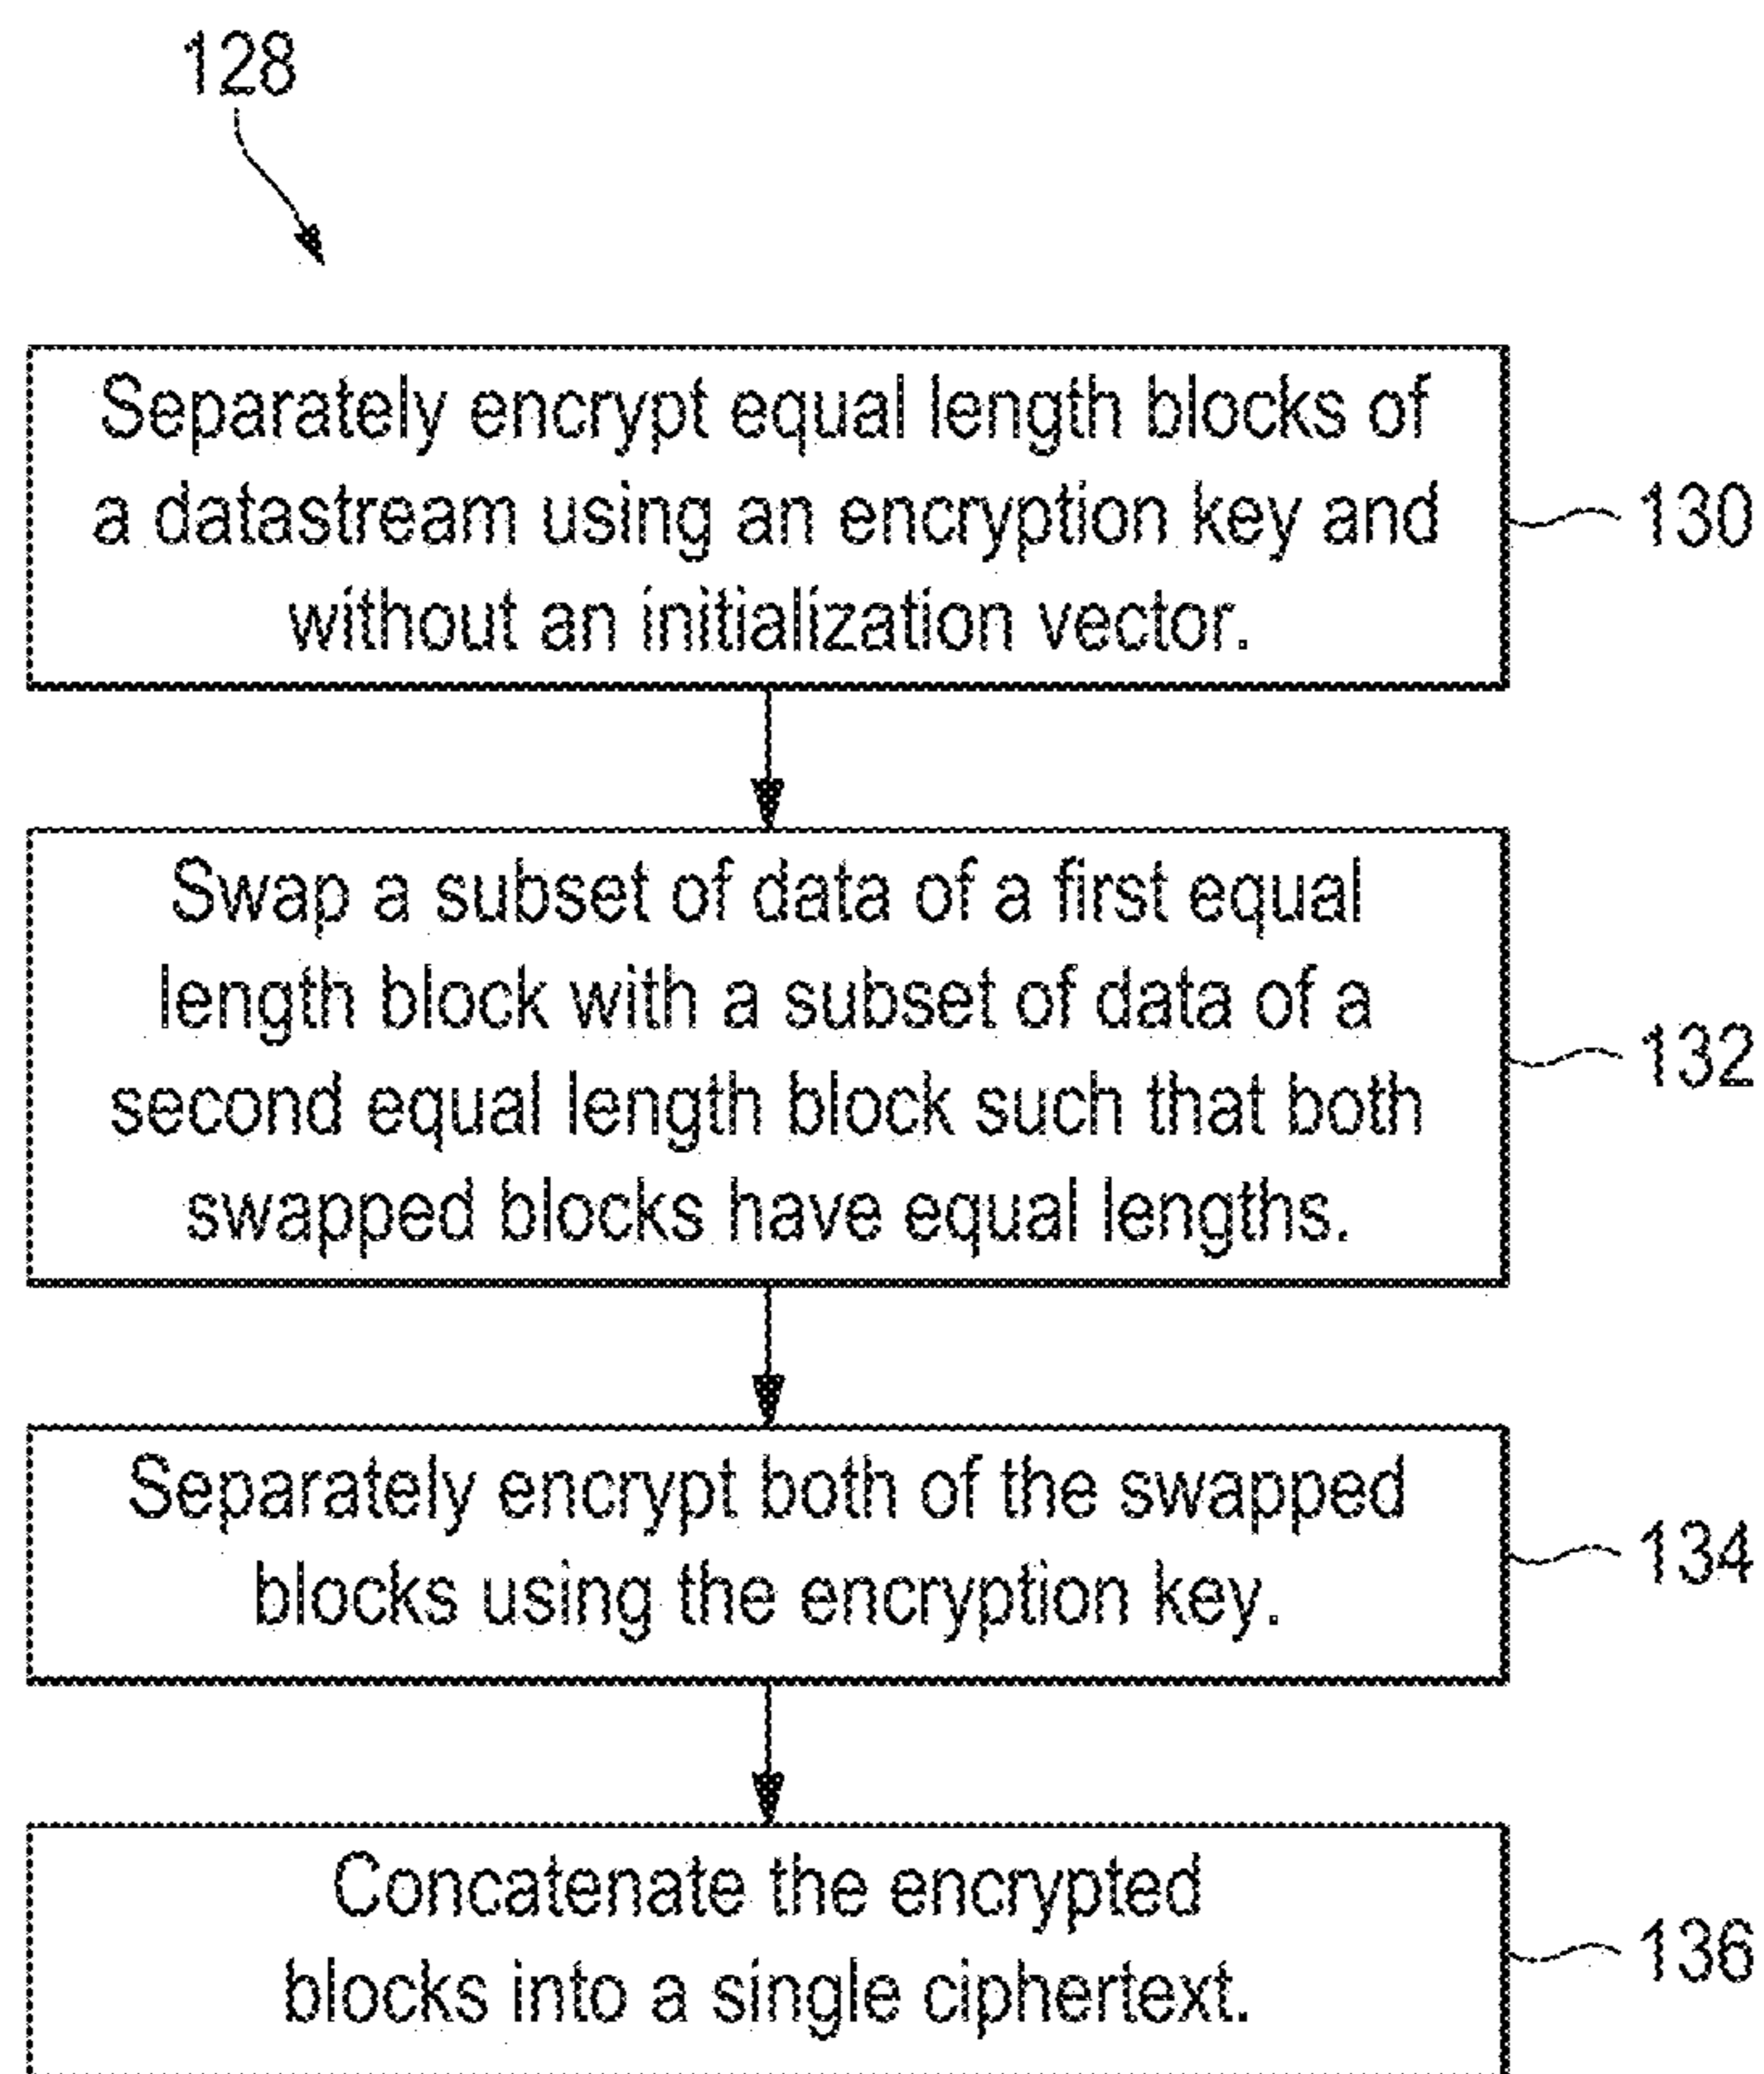 128
Separately encrypt equal length blocks of
a datastream using an encryption key and
without an initialization vector.
130
Swap a subset of data of a first equal
length block with a subset of data of a
second equal length block such that both
swapped blocks have equal lengths.
132
Separately encrypt both of the swapped
blocks using the encryption key.
134
Concatenate the encrypted
blocks into a single ciphertext.
136